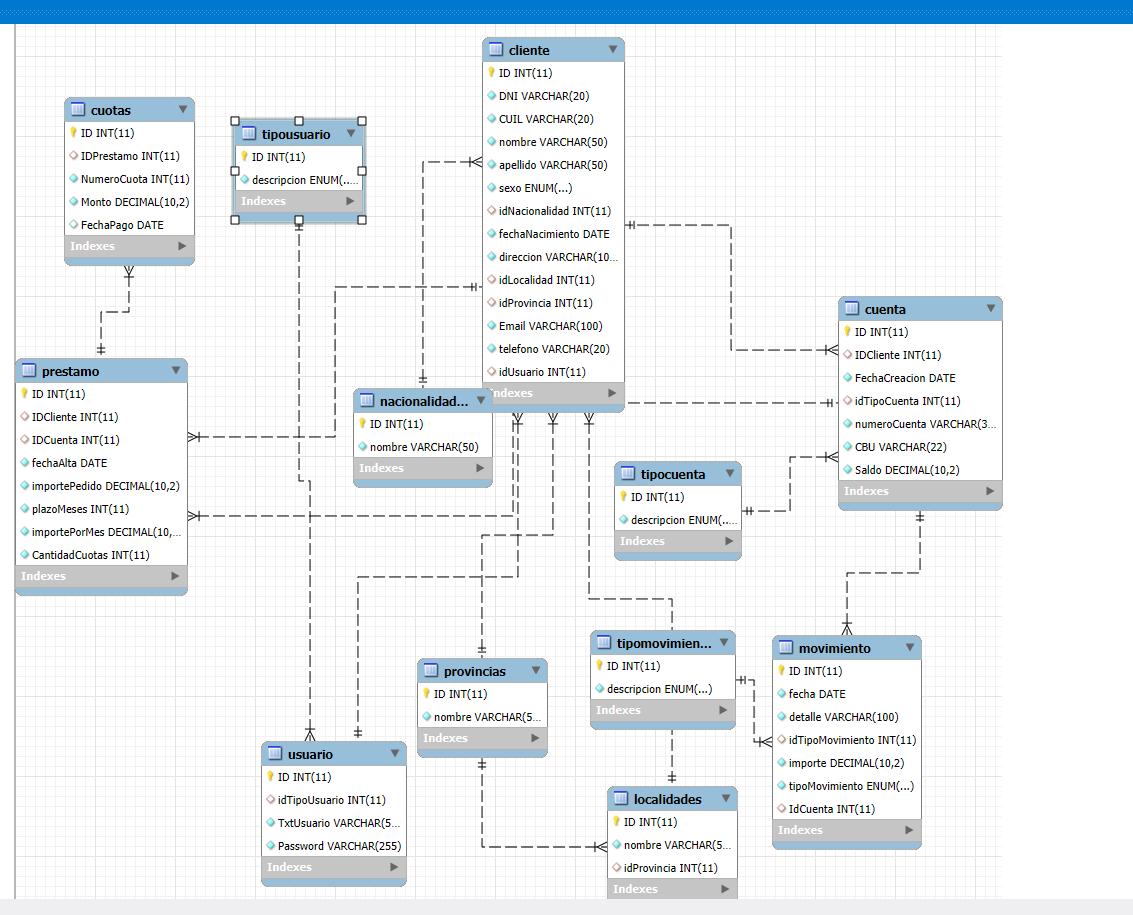 cliente
ID INT(11)
DNI VARCHAR(20)
CUIL VARCHAR(20)
nombre VARCHAR(50)
apellido VARCHAR(50)
sexo ENUM(...)
idNacionalidad INT(11)
fechaNacimiento DATE
direccion VARCHAR(10...
idLocalidad INT(11)
idProvincia INT(11)
Email VARCHAR(100)
telefono VARCHAR(20)
idUsuario INT(11)
ndexes
cuotas
ID INT(11)
IDPrestamo INT(11)
NumeroCuota INT(11)
Monto DECIMAL(10,2)
FechaPago DATE
Indexes
tipousuario
ID INT(11)
descripcion ENUM(....
Indexes
cuenta
ID INT(11)
IDCliente INT(11)
FechaCreacion DATE
idTipoCuenta INT(11)
numeroCuenta VARCHAR(3...
CBU VARCHAR(22)
Saldo DECIMAL(10,2)
Indexes
prestamo
ID INT(11)
IDCliente INT(11)
IDCuenta INT(11)
fechaAlta DATE
importePedido DECIMAL(10,2)
plazoMeses INT(11)
importePorMes DECIMAL(10,...
CantidadCuotas INT(11)
Indexes
nacionalidad...
ID INT(11)
nombre VARCHAR(50)
Indexes
tipocuenta
ID INT(11)
descripcion ENUM(....
Indexes
tipomovimien...
ID INT(11)
descripcion ENUM(...)
Indexes
movimiento
ID INT(11)
fecha DATE
detalle VARCHAR(100)
idTipoMovimiento INT(11)
importe DECIMAL(10,2)
tipoMovimiento ENUM(...)
IdCuenta INT(11)
Indexes
provincias
ID INT(11)
nombre VARCHAR(5...
Indexes
usuario
ID INT(11)
idTipoUsuario INT(11)
TxtUsuario VARCHAR(5...
Password VARCHAR(255)
Indexes
localidades
ID INT(11)
nombre VARCHAR(5...
idProvincia INT(11)
Indexes